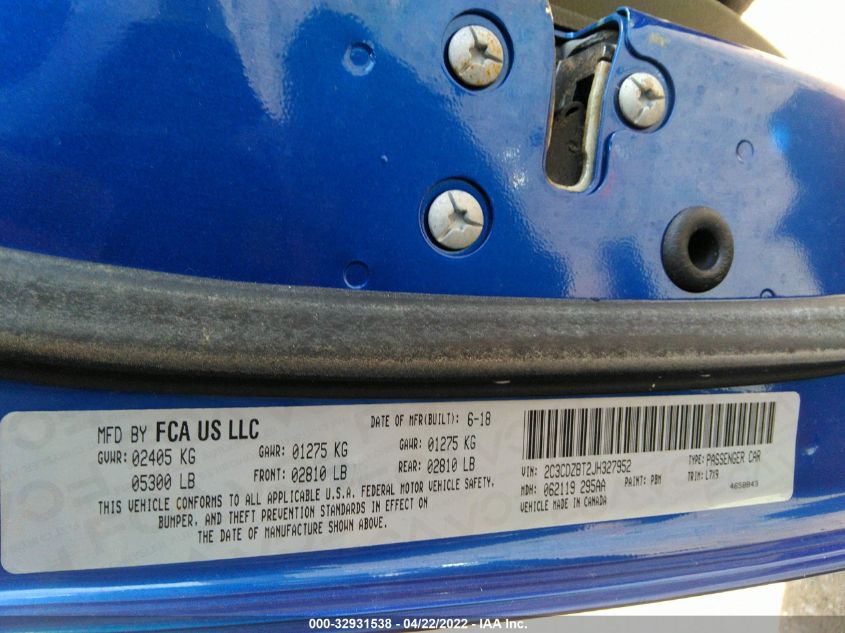 MFD BY FCA US LLC
DATE OF MFR(BUILT): 6-18
GVWR: 02405 KG
GAWR: 01275 KG
GAWR: 01275 KG
05300 LB
FRONT: 02810 LB
REAR: 02810 LB
THIS VEHICLE CONFORMS TO ALL APPLICABLE U.S.A. FEDERAL MOTOR VEHICLE SAFETY,
BUMPER, AND THEFT PREVENTION STANDARDS IN EFFECT ON
THE DATE OF MANUFACTURE SHOWN ABOVE.
VIN: 2C3CDZBT2JH327952
TYPE: PASSENGER CAR
MDH: 062119 295AA
PAINT: PBM
TRIM: L7X9
VEHICLE MADE IN CANADA
4658843
000-32931538 - 04/22/2022 - IAA Inc.